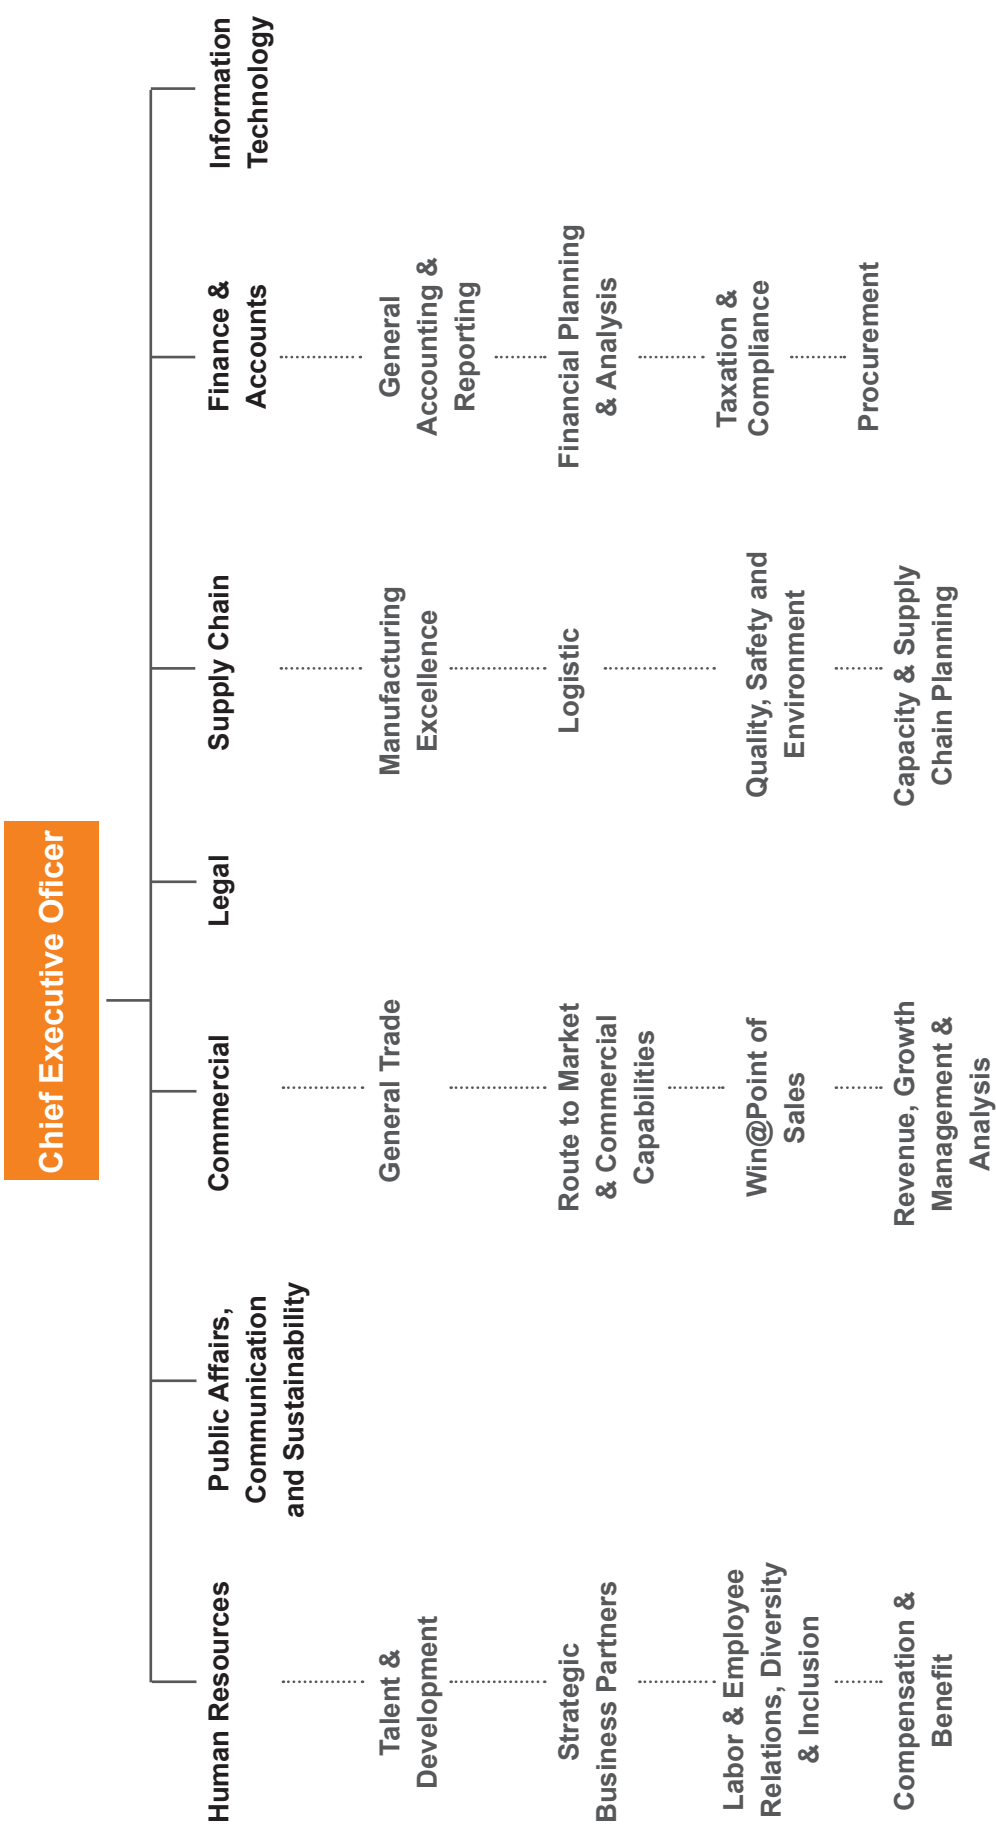 Chief Executive Oficer
Human Resources
Talent &
Development
Strategic
Business Partners
Labor & Employee
Relations, Diversity
& Inclusion
Compensation &
Benefit
Public Affairs,
Communication
and Sustainability
Commercial
General Trade
Route to Market
& Commercial
Capabilities
Win@Point of
Sales
Revenue, Growth
Management &
Analysis
Legal
Supply Chain
Manufacturing
Excellence
Logistic
Quality, Safety and
Environment
Capacity & Supply
Chain Planning
Finance &
Accounts
General
Accounting &
Reporting
Financial Planning
& Analysis
Taxation &
Compliance
Procurement
Information
Technology